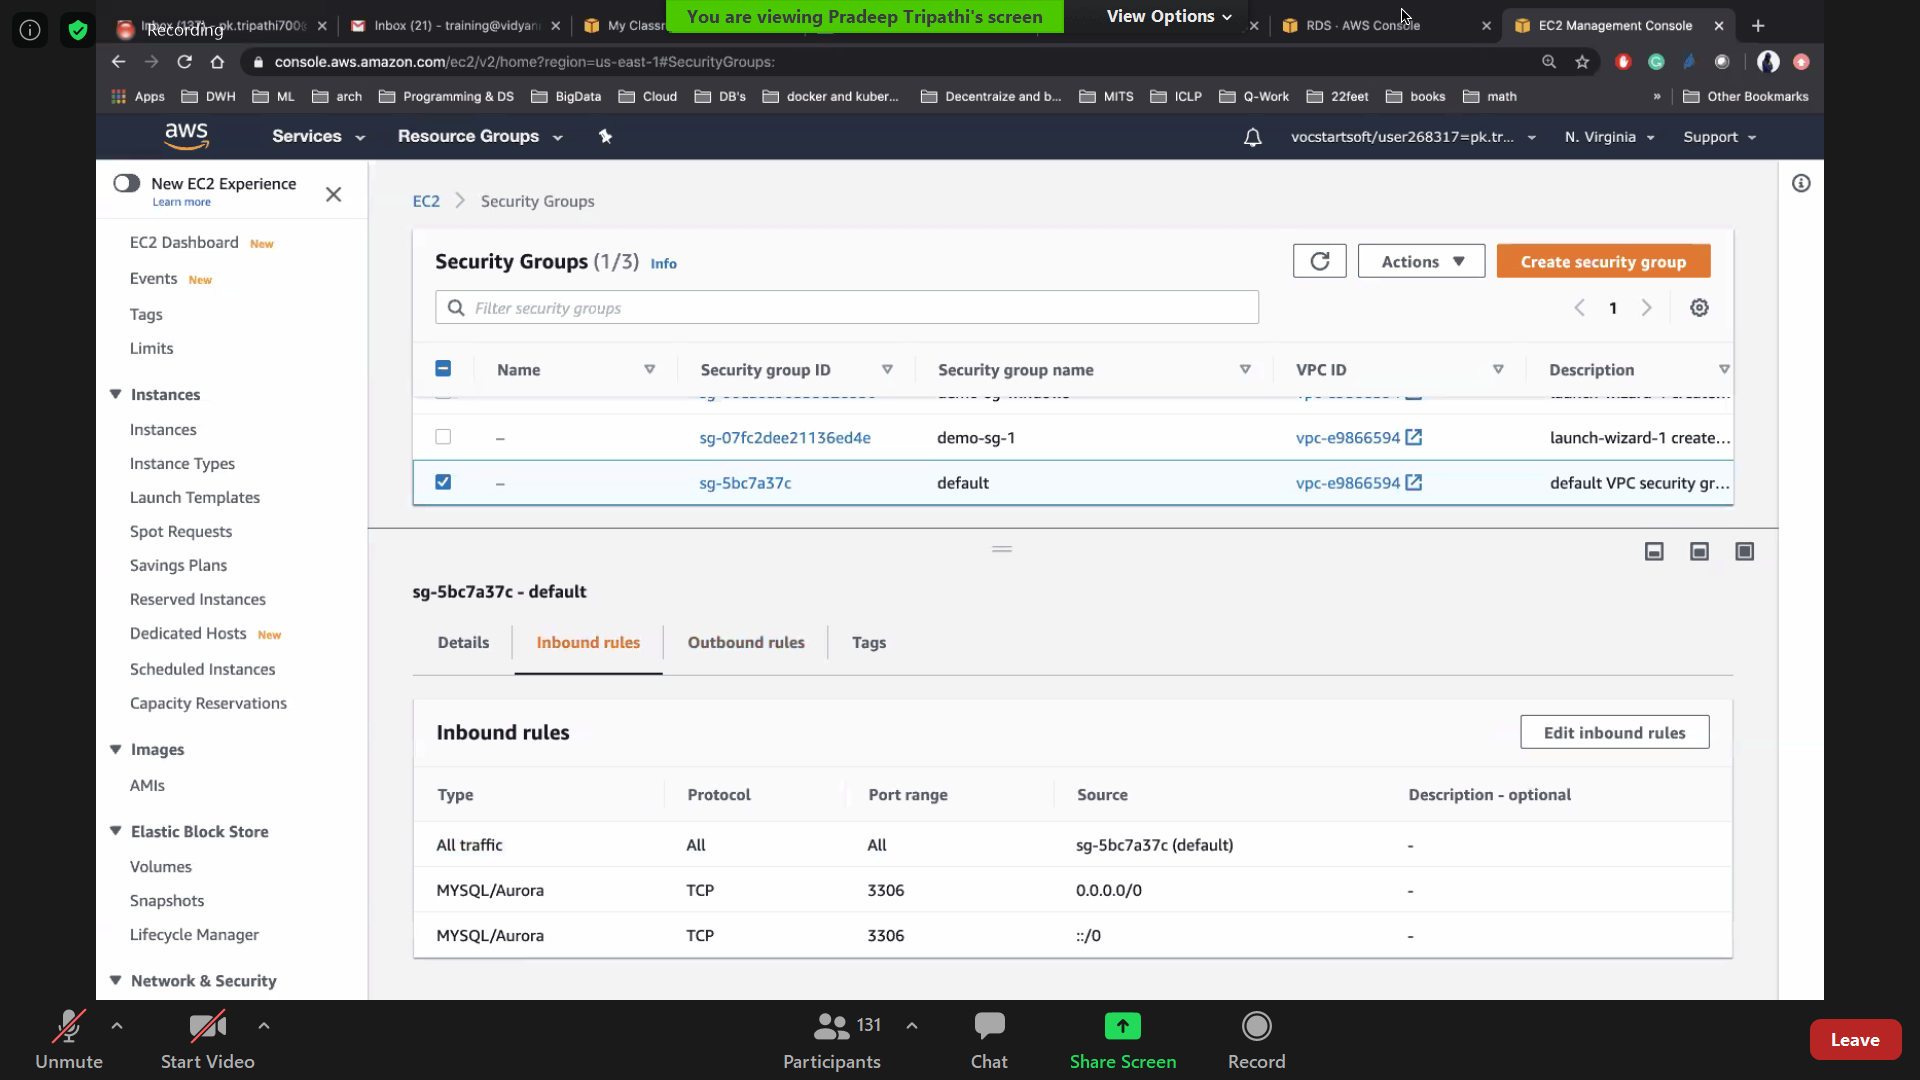 Inbox (137) - pk.tripathi700@
Recording
Inbox (21) - training@vidyan
My Classr
You are viewing Pradeep Tripathi's screen
View Options
RDS · AWS Console
EC2 Management Console
console.aws.amazon.com/ec2/v2/home?region=us-east-1#SecurityGroups:
Apps DWH ML arch Programming & DS BigData Cloud DB's docker and kuber... Decentraize and b... MITS ICLP Q-Work 22feet books math » Other Bookmarks
aws Services Resource Groups vocstartsoft/user268317=pk.tr... N. Virginia Support
New EC2 Experience
Learn more
EC2 Dashboard New
Events New
Tags
Limits
Instances
Instances
Instance Types
Launch Templates
Spot Requests
Savings Plans
Reserved Instances
Dedicated Hosts New
Scheduled Instances
Capacity Reservations
Images
AMIs
Elastic Block Store
Volumes
Snapshots
Lifecycle Manager
Network & Security
EC2 > Security Groups
Security Groups (1/3) Info
Actions
Create security group
Filter security groups
1
Name Security group ID Security group name VPC ID Description
– sg-07fc2dee21136ed4e demo-sg-1 vpc-e9866594 launch-wizard-1 create...
– sg-5bc7a37c default vpc-e9866594 default VPC security gr...
sg-5bc7a37c - default
Details Inbound rules Outbound rules Tags
Inbound rules
Edit inbound rules
Type Protocol Port range Source Description - optional
All traffic All All sg-5bc7a37c (default) -
MYSQL/Aurora TCP 3306 0.0.0.0/0 -
MYSQL/Aurora TCP 3306 ::/0 -
Unmute
Start Video
131
Participants
Chat
Share Screen
Record
Leave